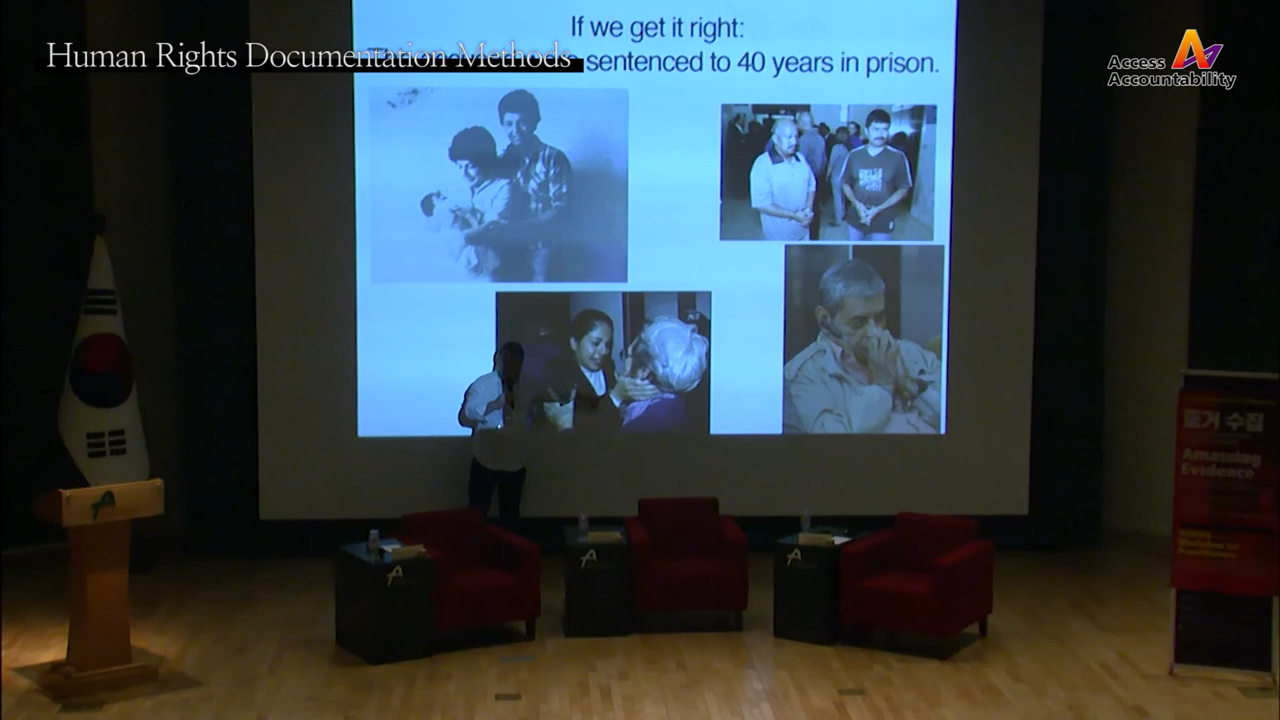 If we get it right:
Human Rights Documentation Methods
sentenced to 40 years in prison.
Access
Accountability
증거 수집
Amassing
Evidence